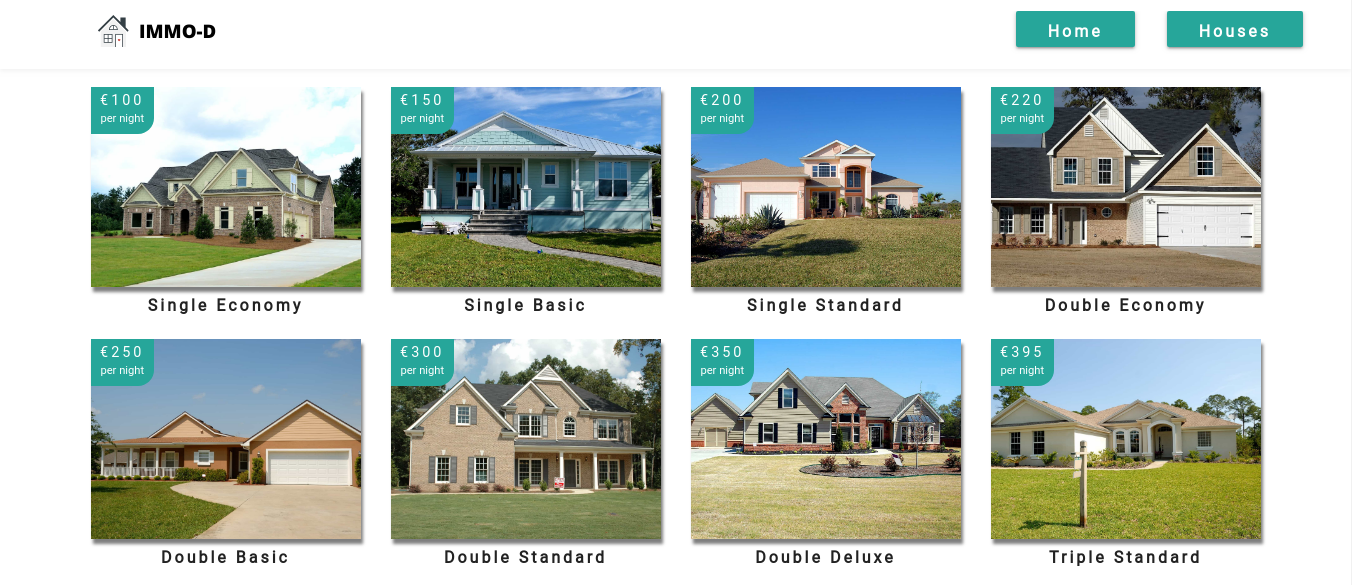 IMMO-D
Home
Houses
€100
per night
€150
per night
€200
per night
€220
per night
Single Economy
Single Basic
Single Standard
Double Economy
€250
per night
€300
per night
€350
per night
€395
per night
Double Basic
Double Standard
Double Deluxe
Triple Standard